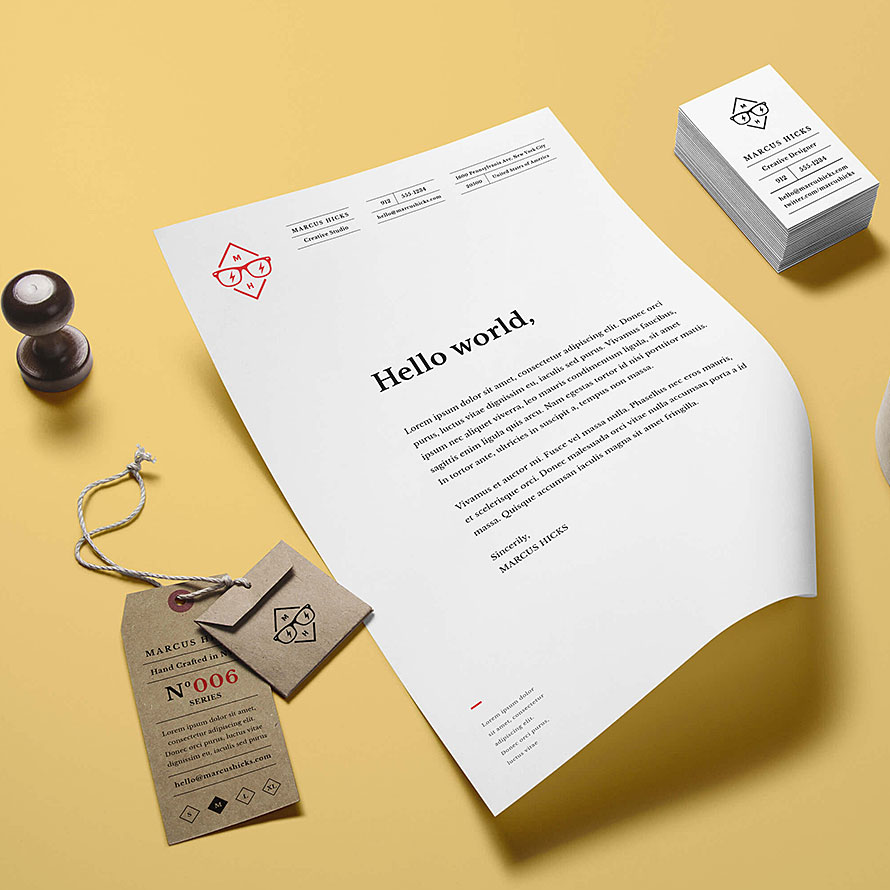 M
H
MARCUS HICKS
Creative Studio
912 555-1234
hello@marcushicks.com
1600 Pennsylvania Ave. New York City
20500 United States of America
Hello world,
Lorem ipsum dolor sit amet, consectetur adipiscing elit. Donec orci
purus, luctus vitae dignissim eu, iaculis sed purus. Vivamus faucibus,
ipsum nec aliquet viverra, leo mauris condimentum ligula, sit amet
sagittis enim ligula quis arcu. Nam egestas tortor id nisi porttitor mattis.
In tortor ante, ultricies in suscipit a, tempus non massa.
Vivamus et auctor mi. Fusce vel massa nulla. Phasellus nec eros mauris,
et scelerisque orci. Donec malesuada orci vitae nulla accumsan porta a id
massa. Quisque accumsan iaculis magna sit amet fringilla.
Sincerily,
MARCUS HICKS
Lorem ipsum dolor
sit amet, consectetur
adipiscing elit.
Donec orci purus,
luctus vitae
M
H
MARCUS HICKS
Creative Designer
912 555-1234
hello@marcushicks.com
twitter.com/marcushicks
M
H
MARCUS
Hand Crafted in
Nº006
SERIES
Lorem ipsum dolor sit amet,
consectetur adipiscing elit.
Donec orci purus, luctus vitae
dignissim eu, iaculis sed purus
hello@marcushicks.com
S M L XL